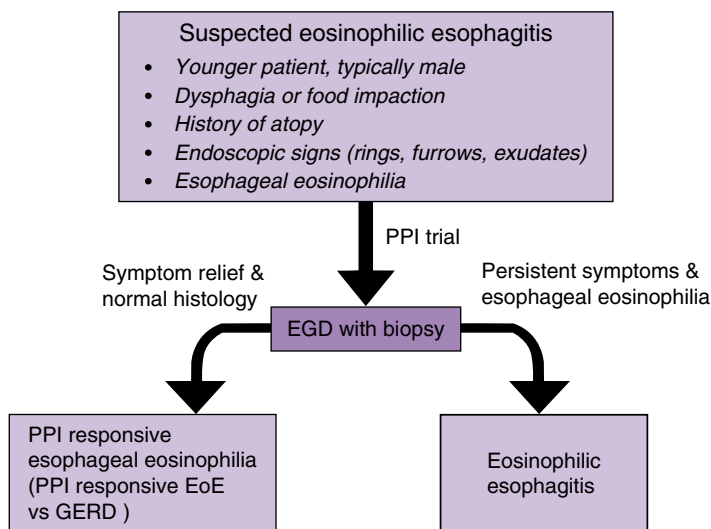 Suspected eosinophilic esophagitis
• Younger patient, typically male
• Dysphagia or food impaction
• History of atopy
• Endoscopic signs (rings, furrows, exudates)
• Esophageal eosinophilia
PPI trial
Symptom relief &
normal histology
Persistent symptoms &
esophageal eosinophilia
EGD with biopsy
PPI responsive
esophageal eosinophilia
(PPI responsive EoE
vs GERD )
Eosinophilic
esophagitis